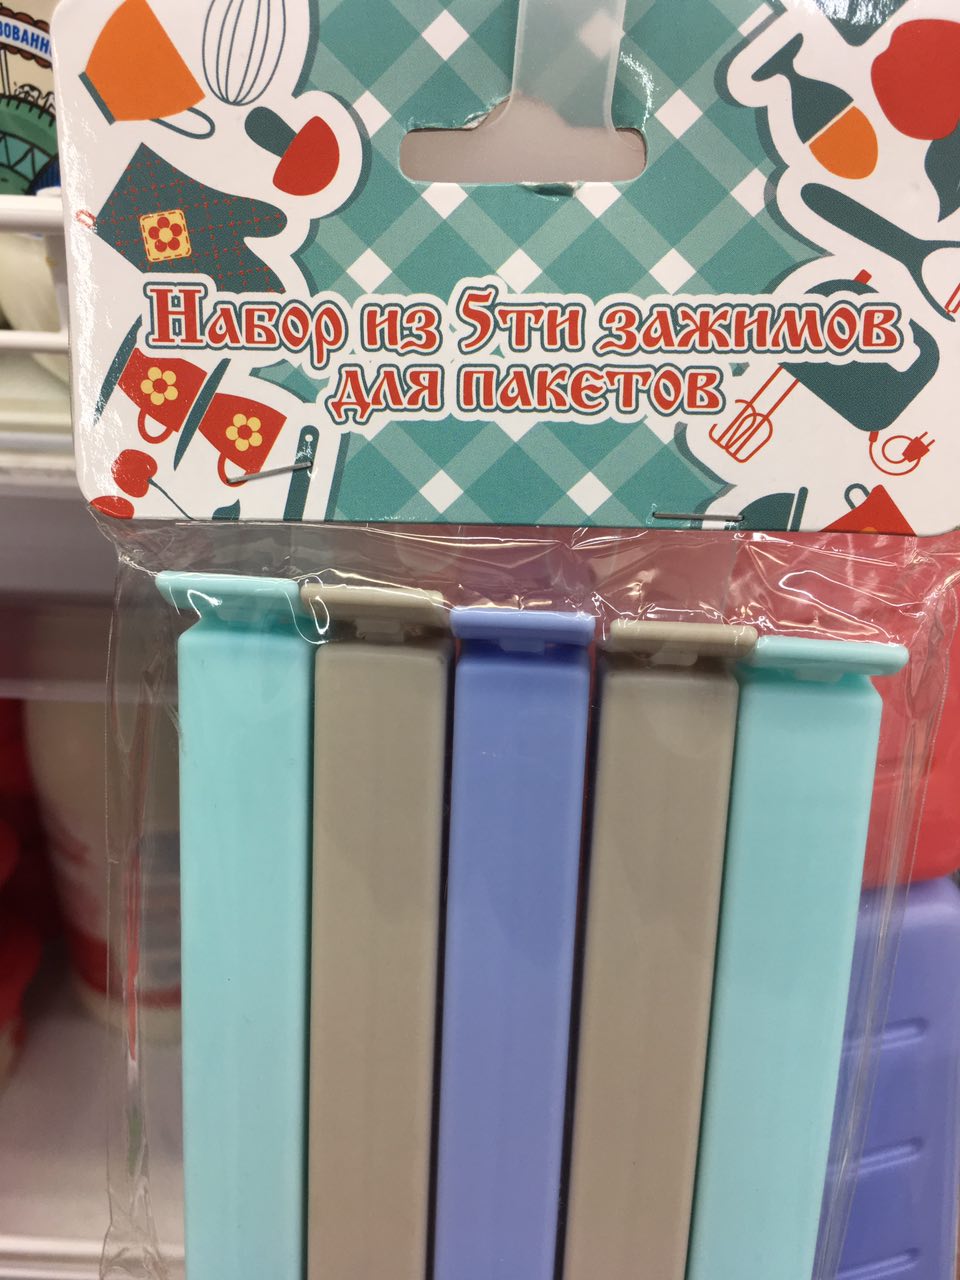 Набор из 5ти зажимов
для пакетов